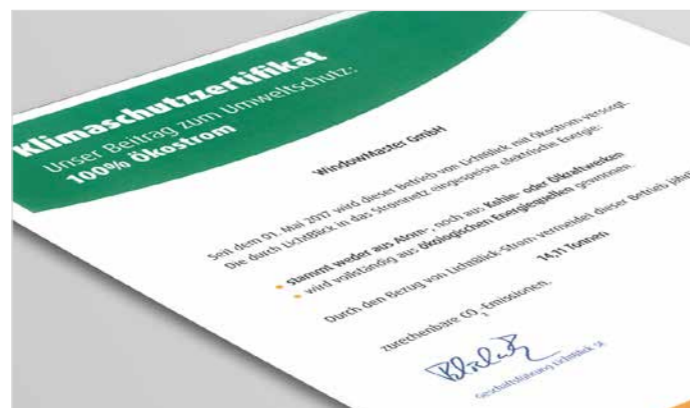 Klimaschutzzertifikat
Unser Beitrag zum Umweltschutz:
100% Ökostrom
WindowMaster GmbH
Seit dem 01. Mai 2017 wird dieser Betrieb von LichtBlick mit Ökostrom versorgt.
Die durch LichtBlick in das Stromnetz eingespeiste elektrische Energie:
• stammt weder aus Atom-, noch aus Kohle- oder Ölkraftwerken
• wird vollständig aus ökologischen Energiequellen gewonnen.
Durch den Bezug von LichtBlick-Strom vermeidet dieser Betrieb
14,11 Tonnen
zurechenbare CO₂-Emissionen.
Geschäftsführung LichtBlick SE